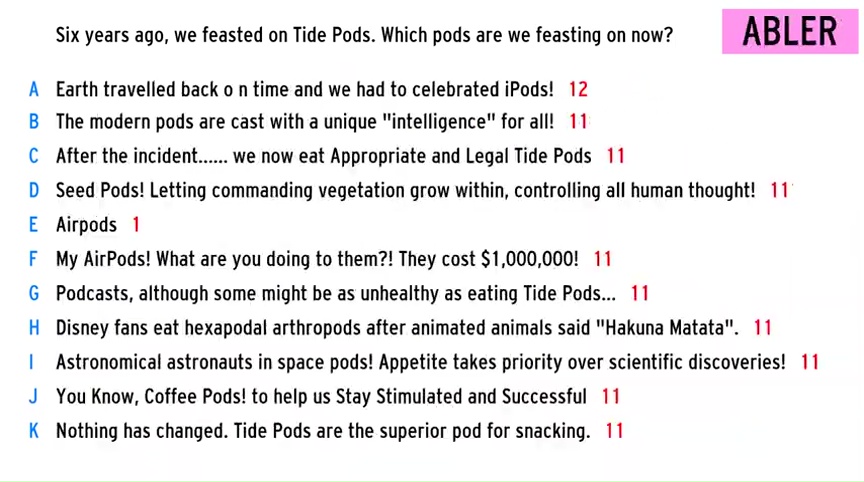 Six years ago, we feasted on Tide Pods. Which pods are we feasting on now?
ABLER
A Earth travelled back o n time and we had to celebrated iPods! 12
B The modern pods are cast with a unique "intelligence" for all! 11
C After the incident...... we now eat Appropriate and Legal Tide Pods 11
D Seed Pods! Letting commanding vegetation grow within, controlling all human thought! 11
E Airpods 1
F My AirPods! What are you doing to them?! They cost $1,000,000! 11
G Podcasts, although some might be as unhealthy as eating Tide Pods... 11
H Disney fans eat hexapodal arthropods after animated animals said "Hakuna Matata". 11
I Astronomical astronauts in space pods! Appetite takes priority over scientific discoveries! 11
J You Know, Coffee Pods! to help us Stay Stimulated and Successful 11
K Nothing has changed. Tide Pods are the superior pod for snacking. 11